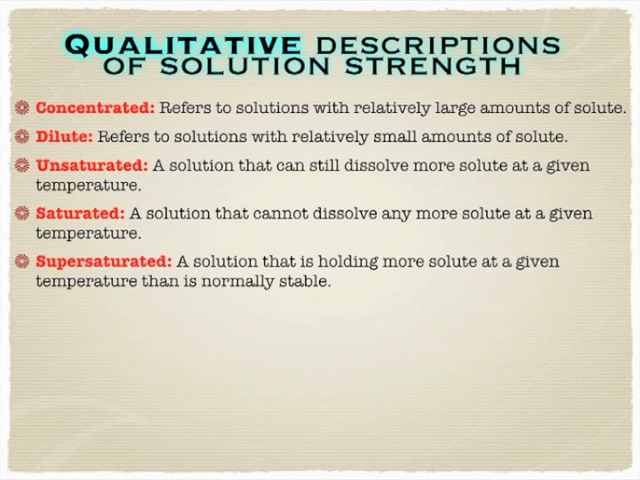 QUALITATIVE DESCRIPTIONS
OF SOLUTION STRENGTH
Concentrated: Refers to solutions with relatively large amounts of solute.
Dilute: Refers to solutions with relatively small amounts of solute.
Unsaturated: A solution that can still dissolve more solute at a given
temperature.
Saturated: A solution that cannot dissolve any more solute at a given
temperature.
Supersaturated: A solution that is holding more solute at a given
temperature than is normally stable.